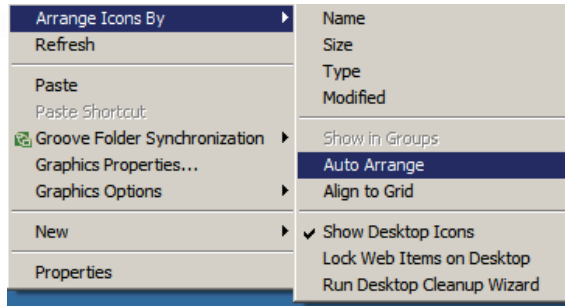 Arrange Icons By
Refresh
Paste
Paste Shortcut
Groove Folder Synchronization
Graphics Properties...
Graphics Options
New
Properties
Name
Size
Type
Modified
Show in Groups
Auto Arrange
Align to Grid
Show Desktop Icons
Lock Web Items on Desktop
Run Desktop Cleanup Wizard